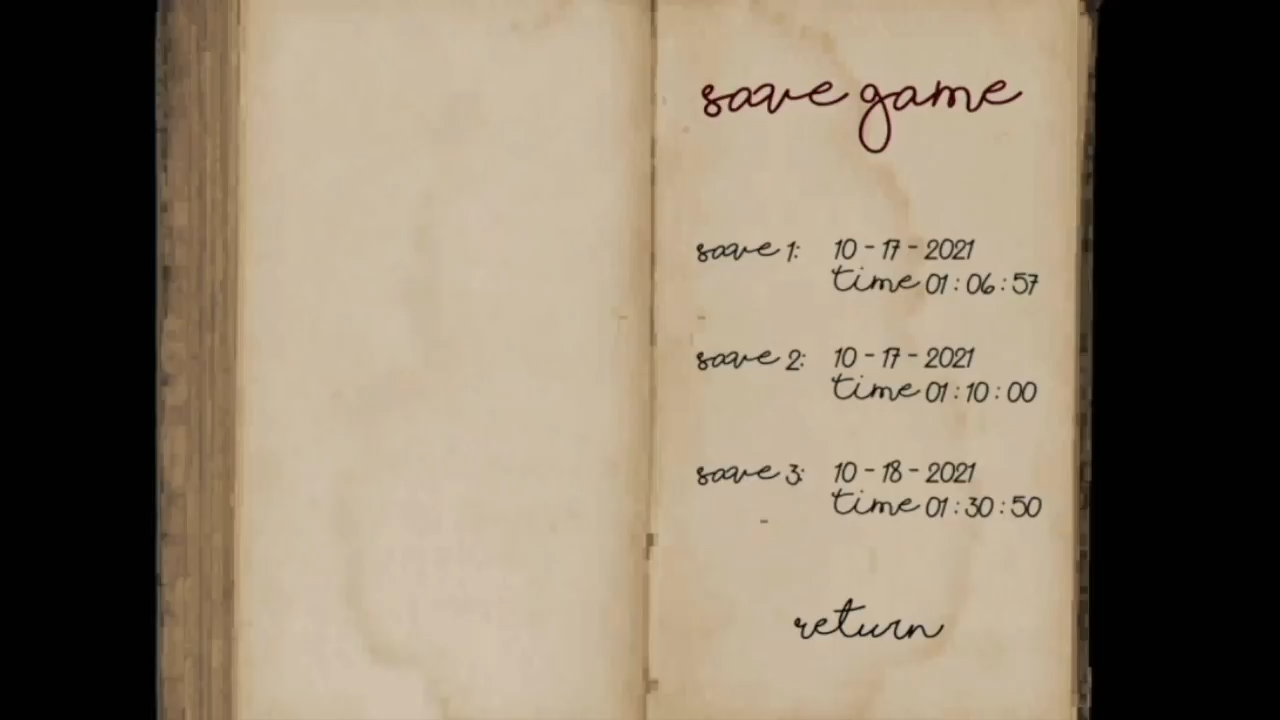 save game
save 1: 10 - 17 - 2021
time 01 : 06 : 57
save 2: 10 - 17 - 2021
time 01 : 10 : 00
save 3: 10 - 18 - 2021
time 01 : 30 : 50
return